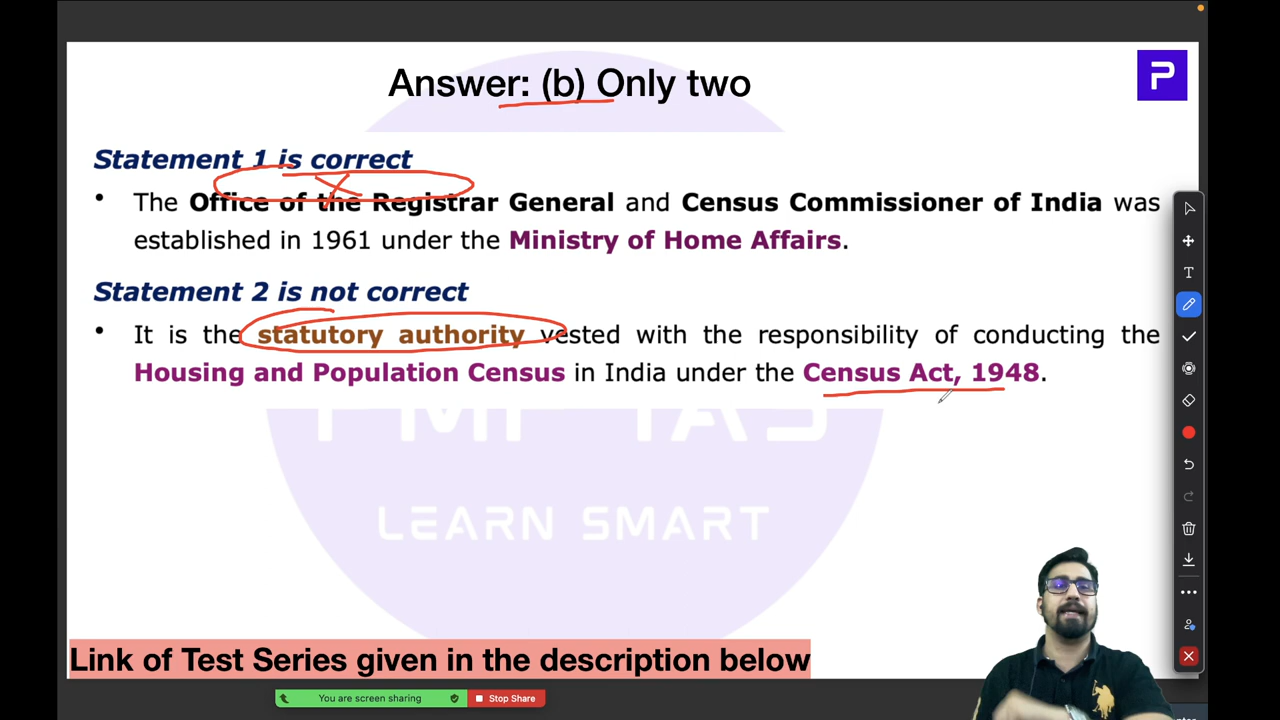 Answer: (b) Only two
P
Statement 1 is correct
• The Office of the Registrar General and Census Commissioner of India was
established in 1961 under the Ministry of Home Affairs.
Statement 2 is not correct
• It is the statutory authority vested with the responsibility of conducting the
Housing and Population Census in India under the Census Act, 1948.
PMF IAS
LEARN SMART
Link of Test Series given in the description below
You are screen sharing
Stop Share
T